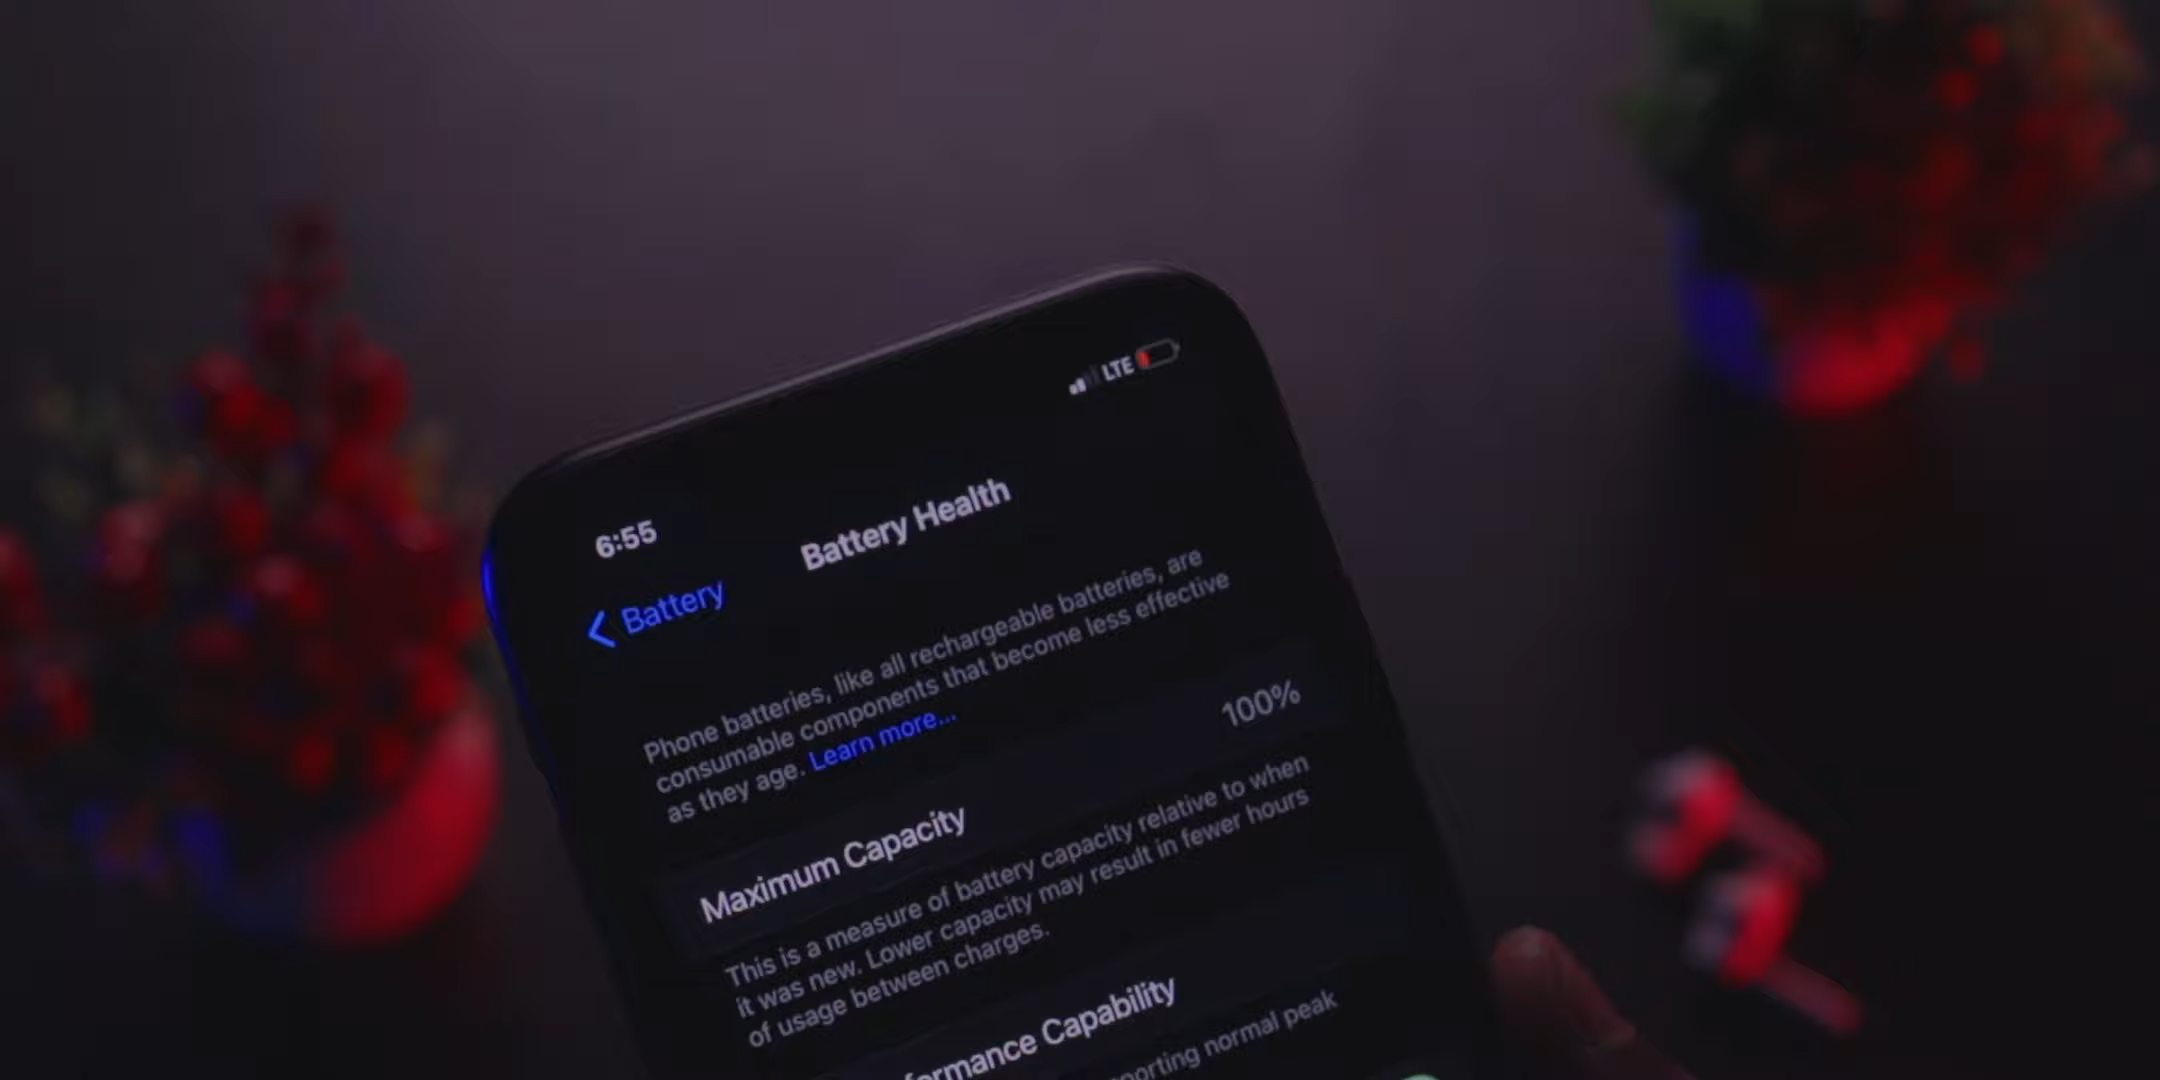 6:55
LTE
Battery
Battery Health
Phone batteries, like all rechargeable batteries, are
consumable components that become less effective
as they age. Learn more...
Maximum Capacity 100%
This is a measure of battery capacity relative to when
it was new. Lower capacity may result in fewer hours
of usage between charges.
formance Capability
porting normal peak